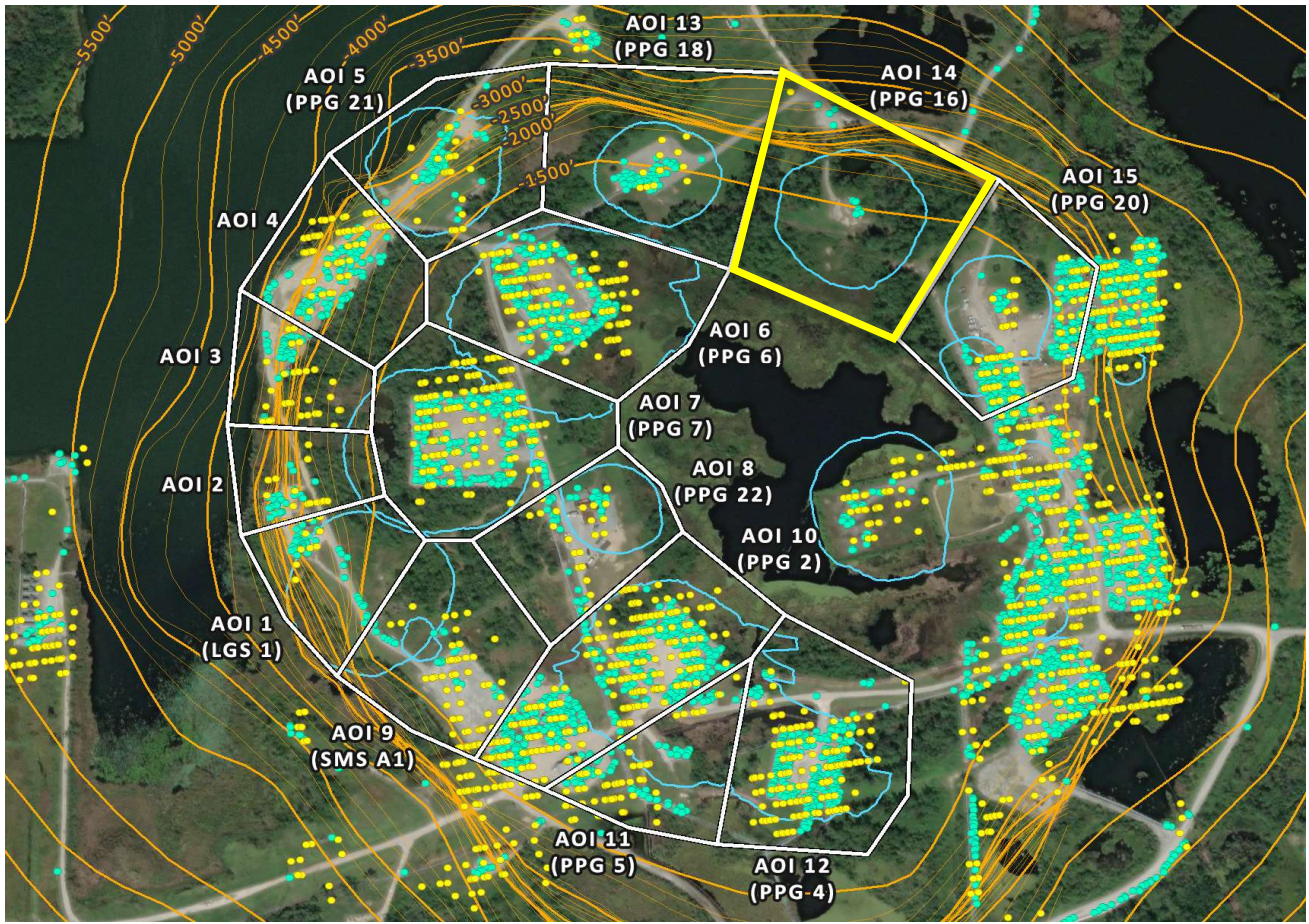 -5500'
-5000'
-4500'
-4000'
-3500'
-3000'
-2500'
-2000'
-1500'
AOI 13
(PPG 18)
AOI 14
(PPG 16)
AOI 5
(PPG 21)
AOI 15
(PPG 20)
AOI 4
AOI 3
AOI 6
(PPG 6)
AOI 7
(PPG 7)
AOI 2
AOI 8
(PPG 22)
AOI 10
(PPG 2)
AOI 1
(LGS 1)
AOI 9
(SMS A1)
AOI 11
(PPG 5)
AOI 12
(PPG 4)